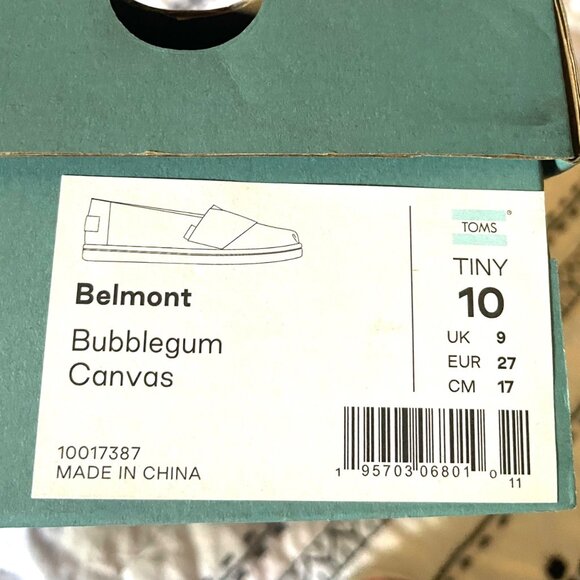 Belmont
Bubblegum
Canvas
10017387
MADE IN CHINA
TOMS®
TINY
10
UK 9
EUR 27
CM 17
1 95703 06801 0
11